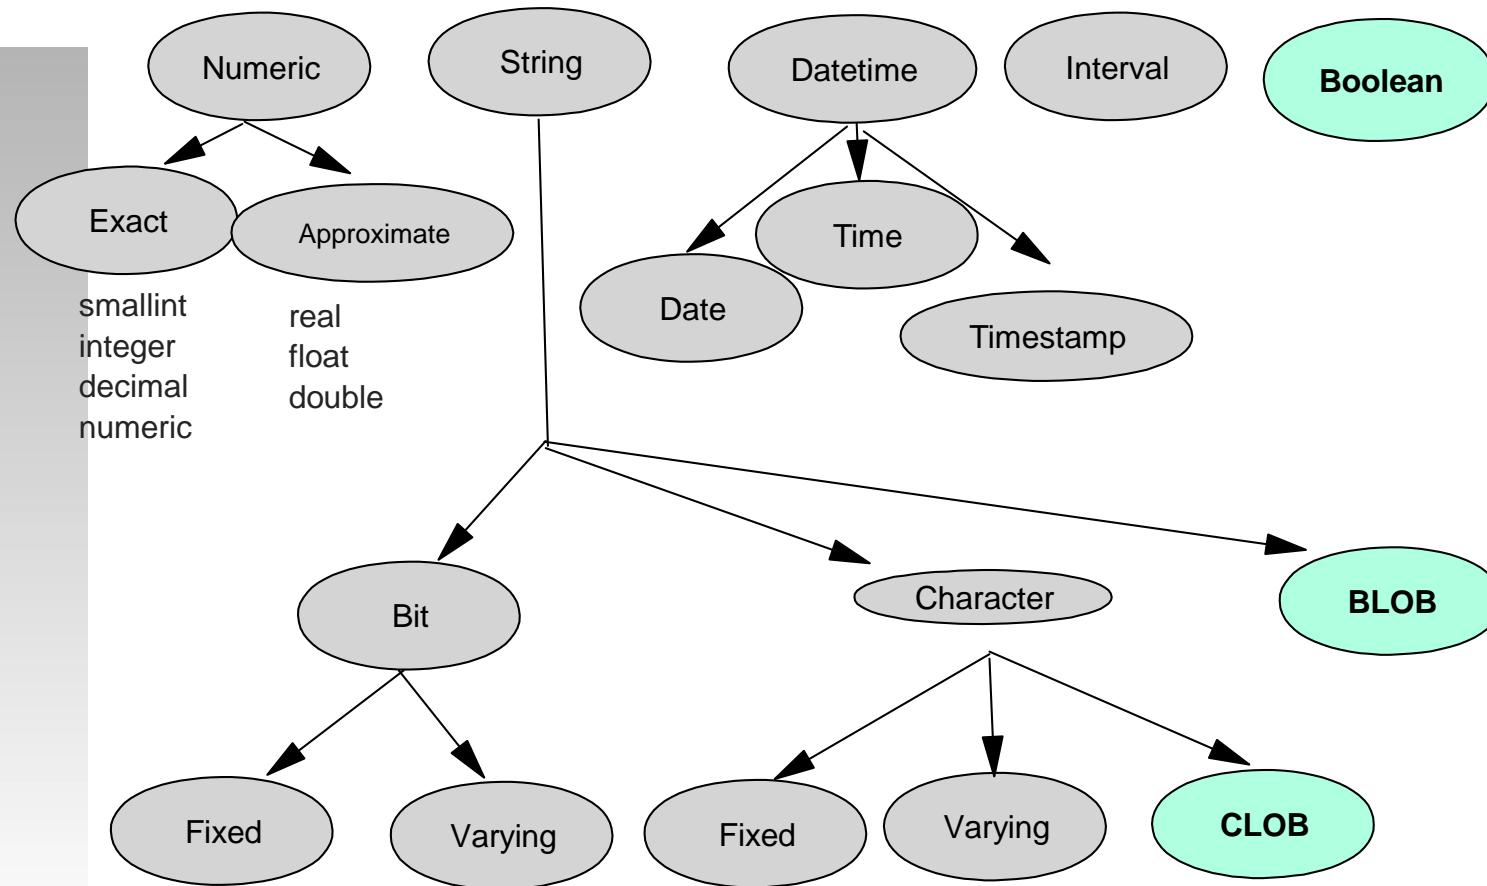 Numeric
String
Datetime
Interval
Boolean
Exact
Approximate
Time
Date
Timestamp
smallint
integer
decimal
numeric
real
float
double
Bit
Character
BLOB
Fixed
Varying
Fixed
Varying
CLOB